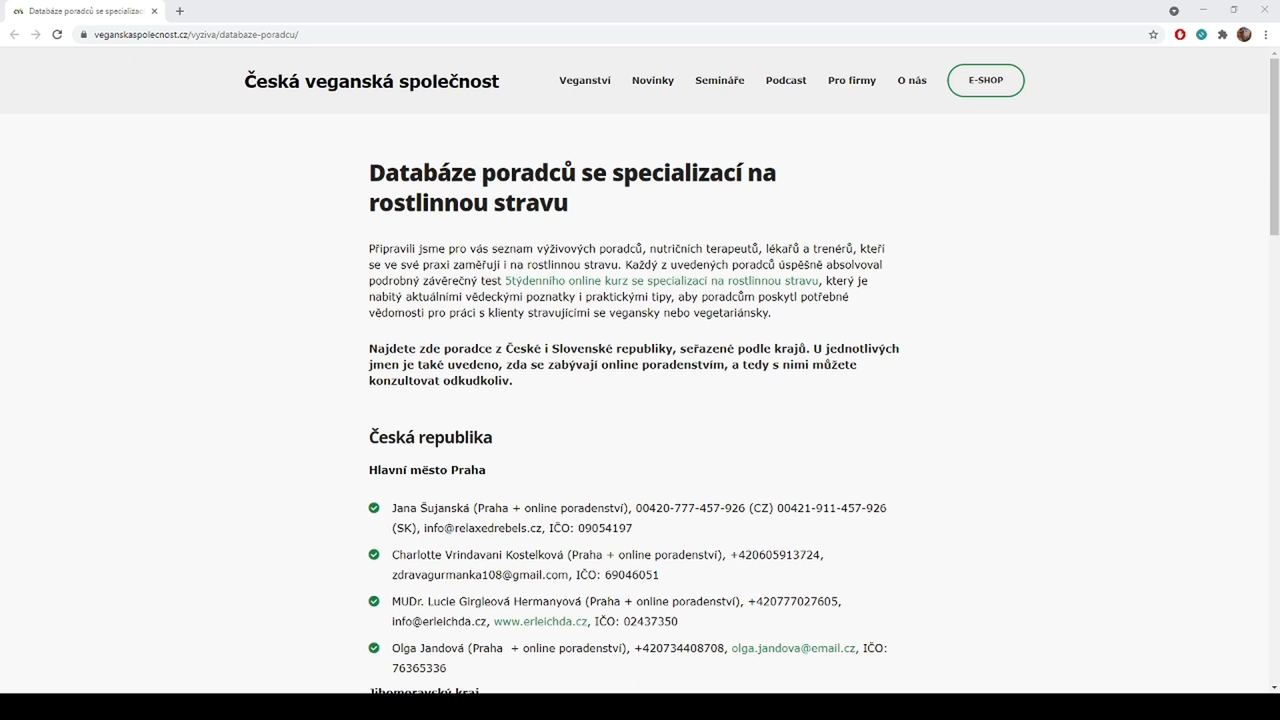 Databáze poradců se specializac
veganskaspolecnost.cz/vyziva/databaze-poradcu/
Česká veganská společnost
Veganství Novinky Semináře Podcast Pro firmy O nás E-SHOP
Databáze poradců se specializací na
rostlinnou stravu
Připravili jsme pro vás seznam výživových poradců, nutričních terapeutů, lékařů a trenérů, kteří
se ve své praxi zaměřují i na rostlinnou stravu. Každý z uvedených poradců úspěšně absolvoval
podrobný závěrečný test 5týdenního online kurz se specializací na rostlinnou stravu, který je
nabitý aktuálními vědeckými poznatky i praktickými tipy, aby poradcům poskytl potřebné
vědomosti pro práci s klienty stravujícími se vegansky nebo vegetariánsky.
Najdete zde poradce z České i Slovenské republiky, seřazené podle krajů. U jednotlivých
jmen je také uvedeno, zda se zabývají online poradenstvím, a tedy s nimi můžete
konzultovat odkudkoliv.
Česká republika
Hlavní město Praha
Jana Šujanská (Praha + online poradenství), 00420-777-457-926 (CZ) 00421-911-457-926
(SK), info@relaxedrebels.cz, IČO: 09054197
Charlotte Vrindavani Kostelková (Praha + online poradenství), +420605913724,
zdravagurmanka108@gmail.com, IČO: 69046051
MUDr. Lucie Girgleová Hermanyová (Praha + online poradenství), +420777027605,
info@erleichda.cz, www.erleichda.cz, IČO: 02437350
Olga Jandová (Praha + online poradenství), +420734408708, olga.jandova@email.cz, IČO:
76365336
Jihomoravský kraj